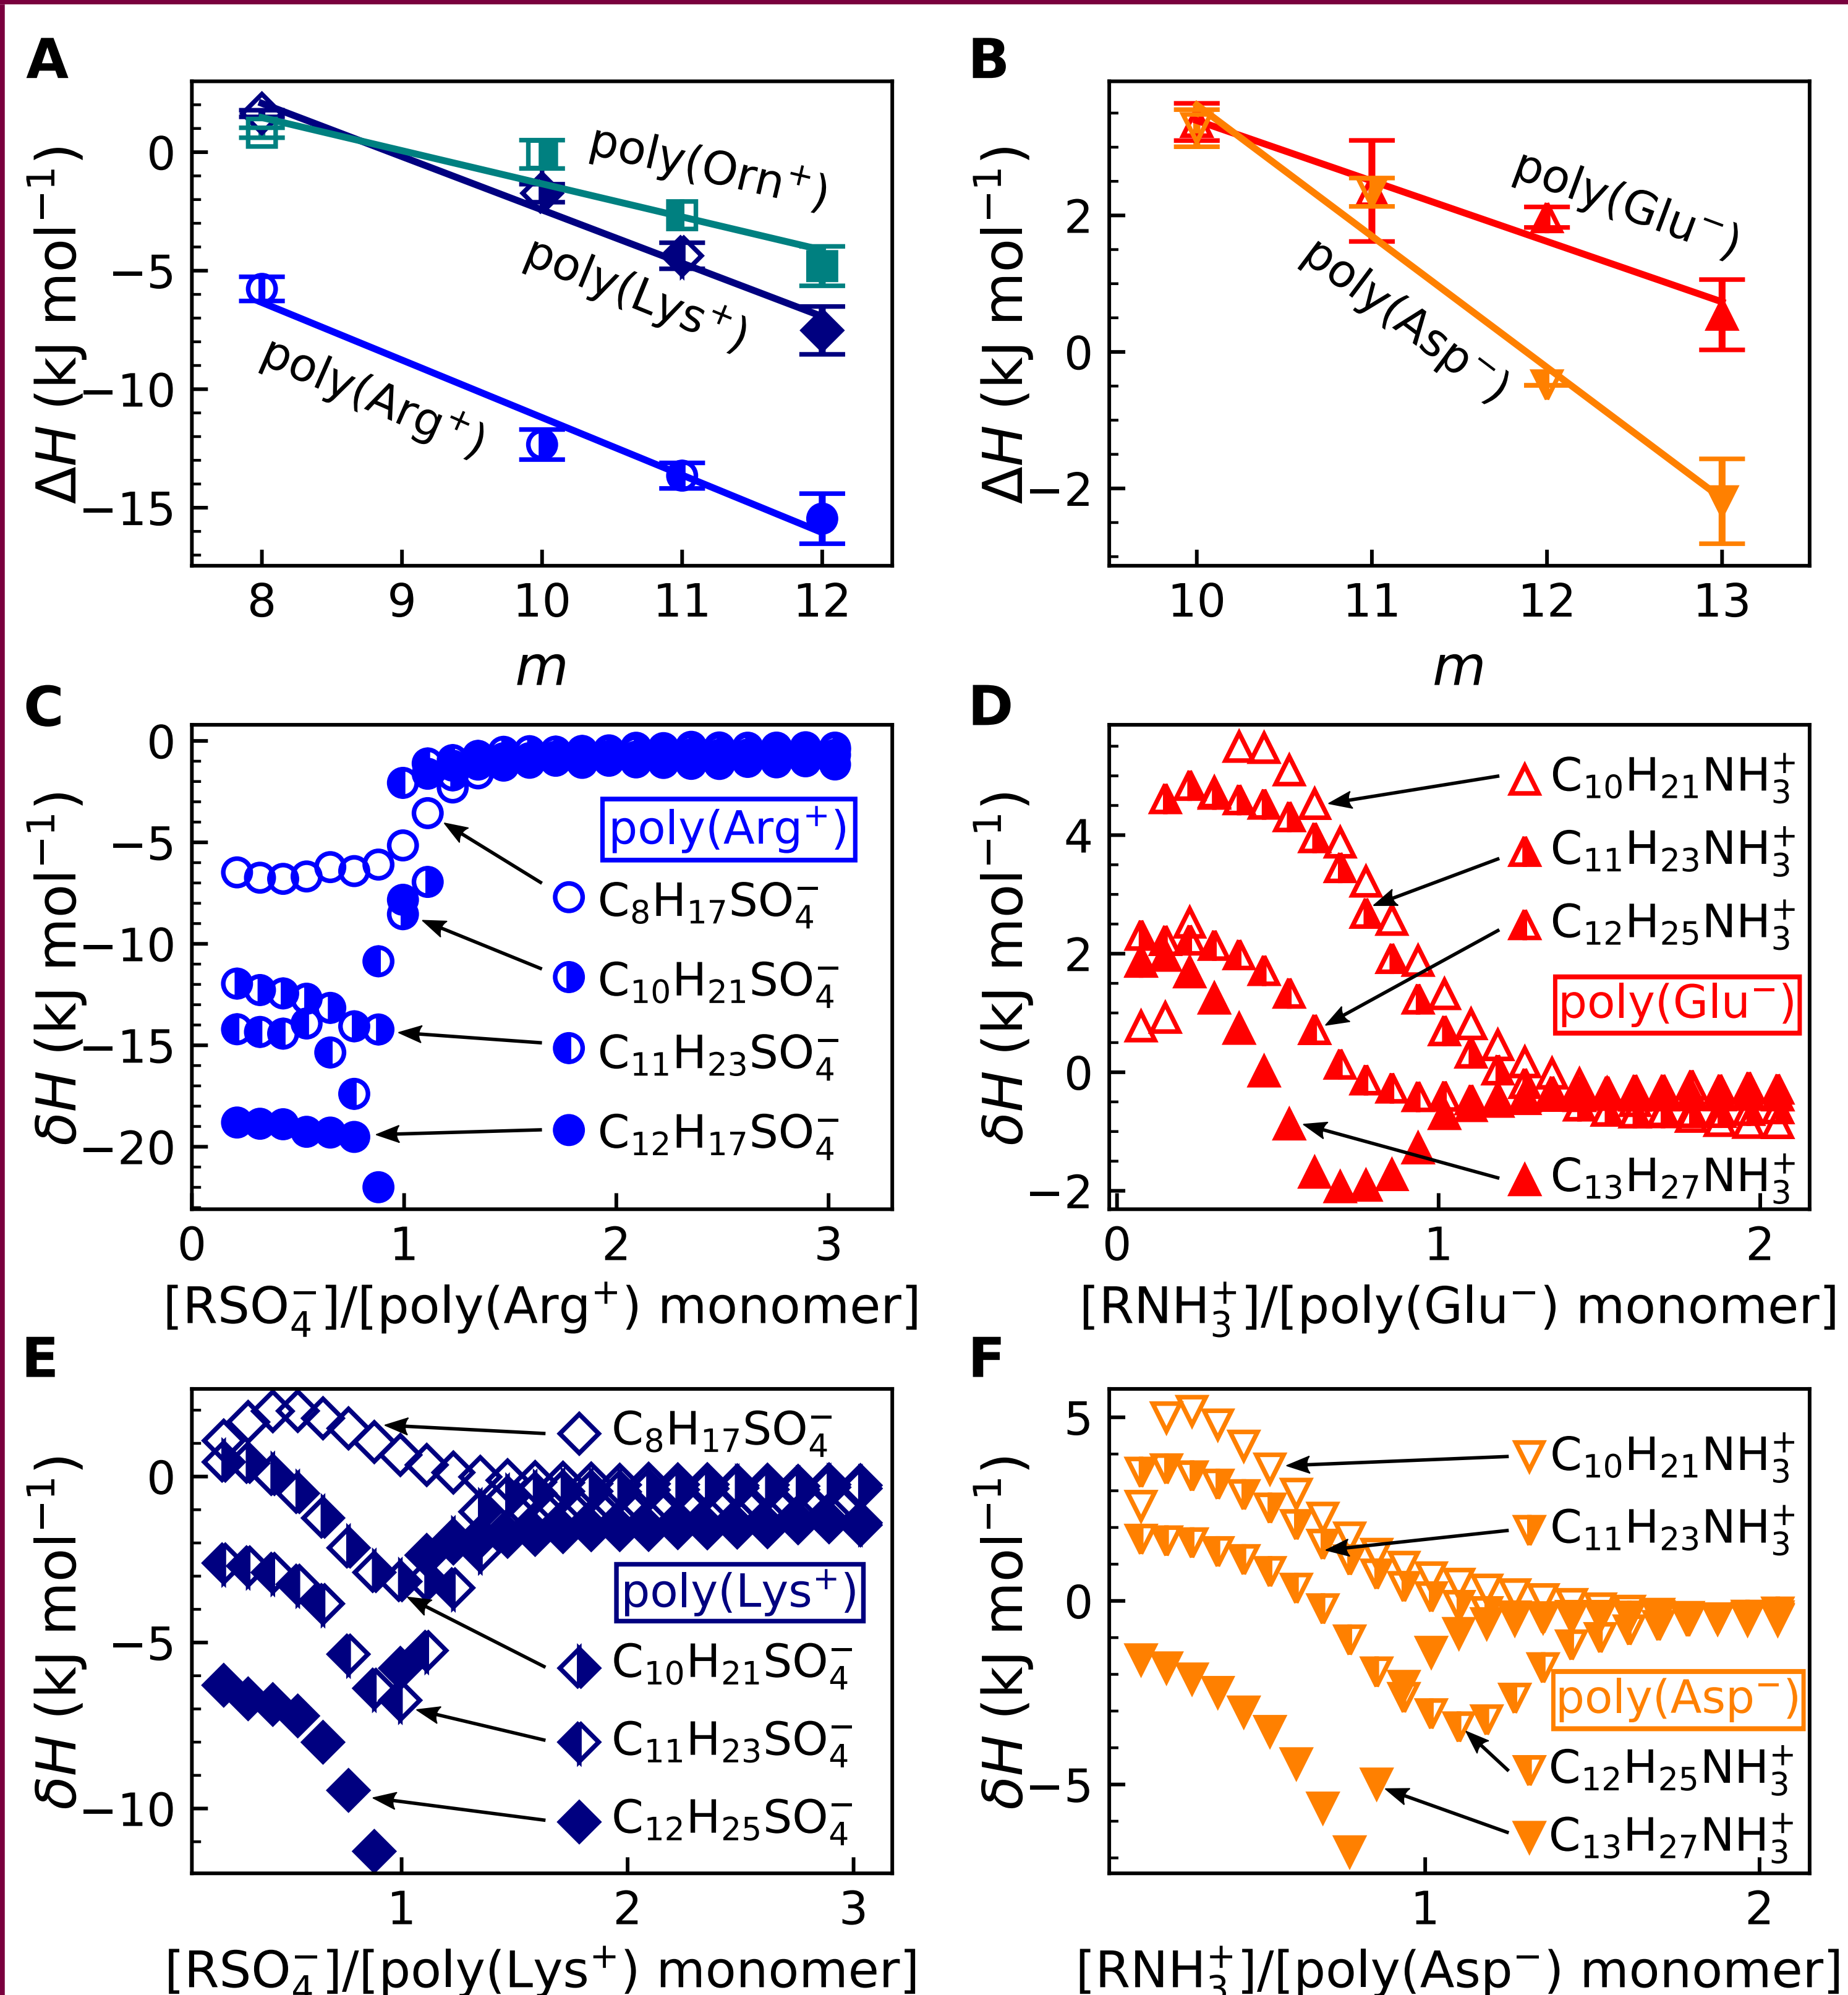 A
ΔH (kJ mol⁻¹)
0
−5
−10
−15
poly(Orn⁺)
poly(Lys⁺)
poly(Arg⁺)
8 9 10 11 12
m
B
ΔH (kJ mol⁻¹)
2
0
−2
poly(Glu⁻)
poly(Asp⁻)
10 11 12 13
m
C
δH (kJ mol⁻¹)
0
−5
−10
−15
−20
poly(Arg⁺)
C₈H₁₇SO₄⁻
C₁₀H₂₁SO₄⁻
C₁₁H₂₃SO₄⁻
C₁₂H₁₇SO₄⁻
0 1 2 3
[RSO₄⁻]/[poly(Arg⁺) monomer]
D
δH (kJ mol⁻¹)
4
2
0
−2
C₁₀H₂₁NH₃⁺
C₁₁H₂₃NH₃⁺
C₁₂H₂₅NH₃⁺
poly(Glu⁻)
C₁₃H₂₇NH₃⁺
0 1 2
[RNH₃⁺]/[poly(Glu⁻) monomer]
E
δH (kJ mol⁻¹)
0
−5
−10
C₈H₁₇SO₄⁻
poly(Lys⁺)
C₁₀H₂₁SO₄⁻
C₁₁H₂₃SO₄⁻
C₁₂H₂₅SO₄⁻
1 2 3
[RSO₄⁻]/[poly(Lys⁺) monomer]
F
δH (kJ mol⁻¹)
5
0
−5
C₁₀H₂₁NH₃⁺
C₁₁H₂₃NH₃⁺
poly(Asp⁻)
C₁₂H₂₅NH₃⁺
C₁₃H₂₇NH₃⁺
1 2
[RNH₃⁺]/[poly(Asp⁻) monomer]